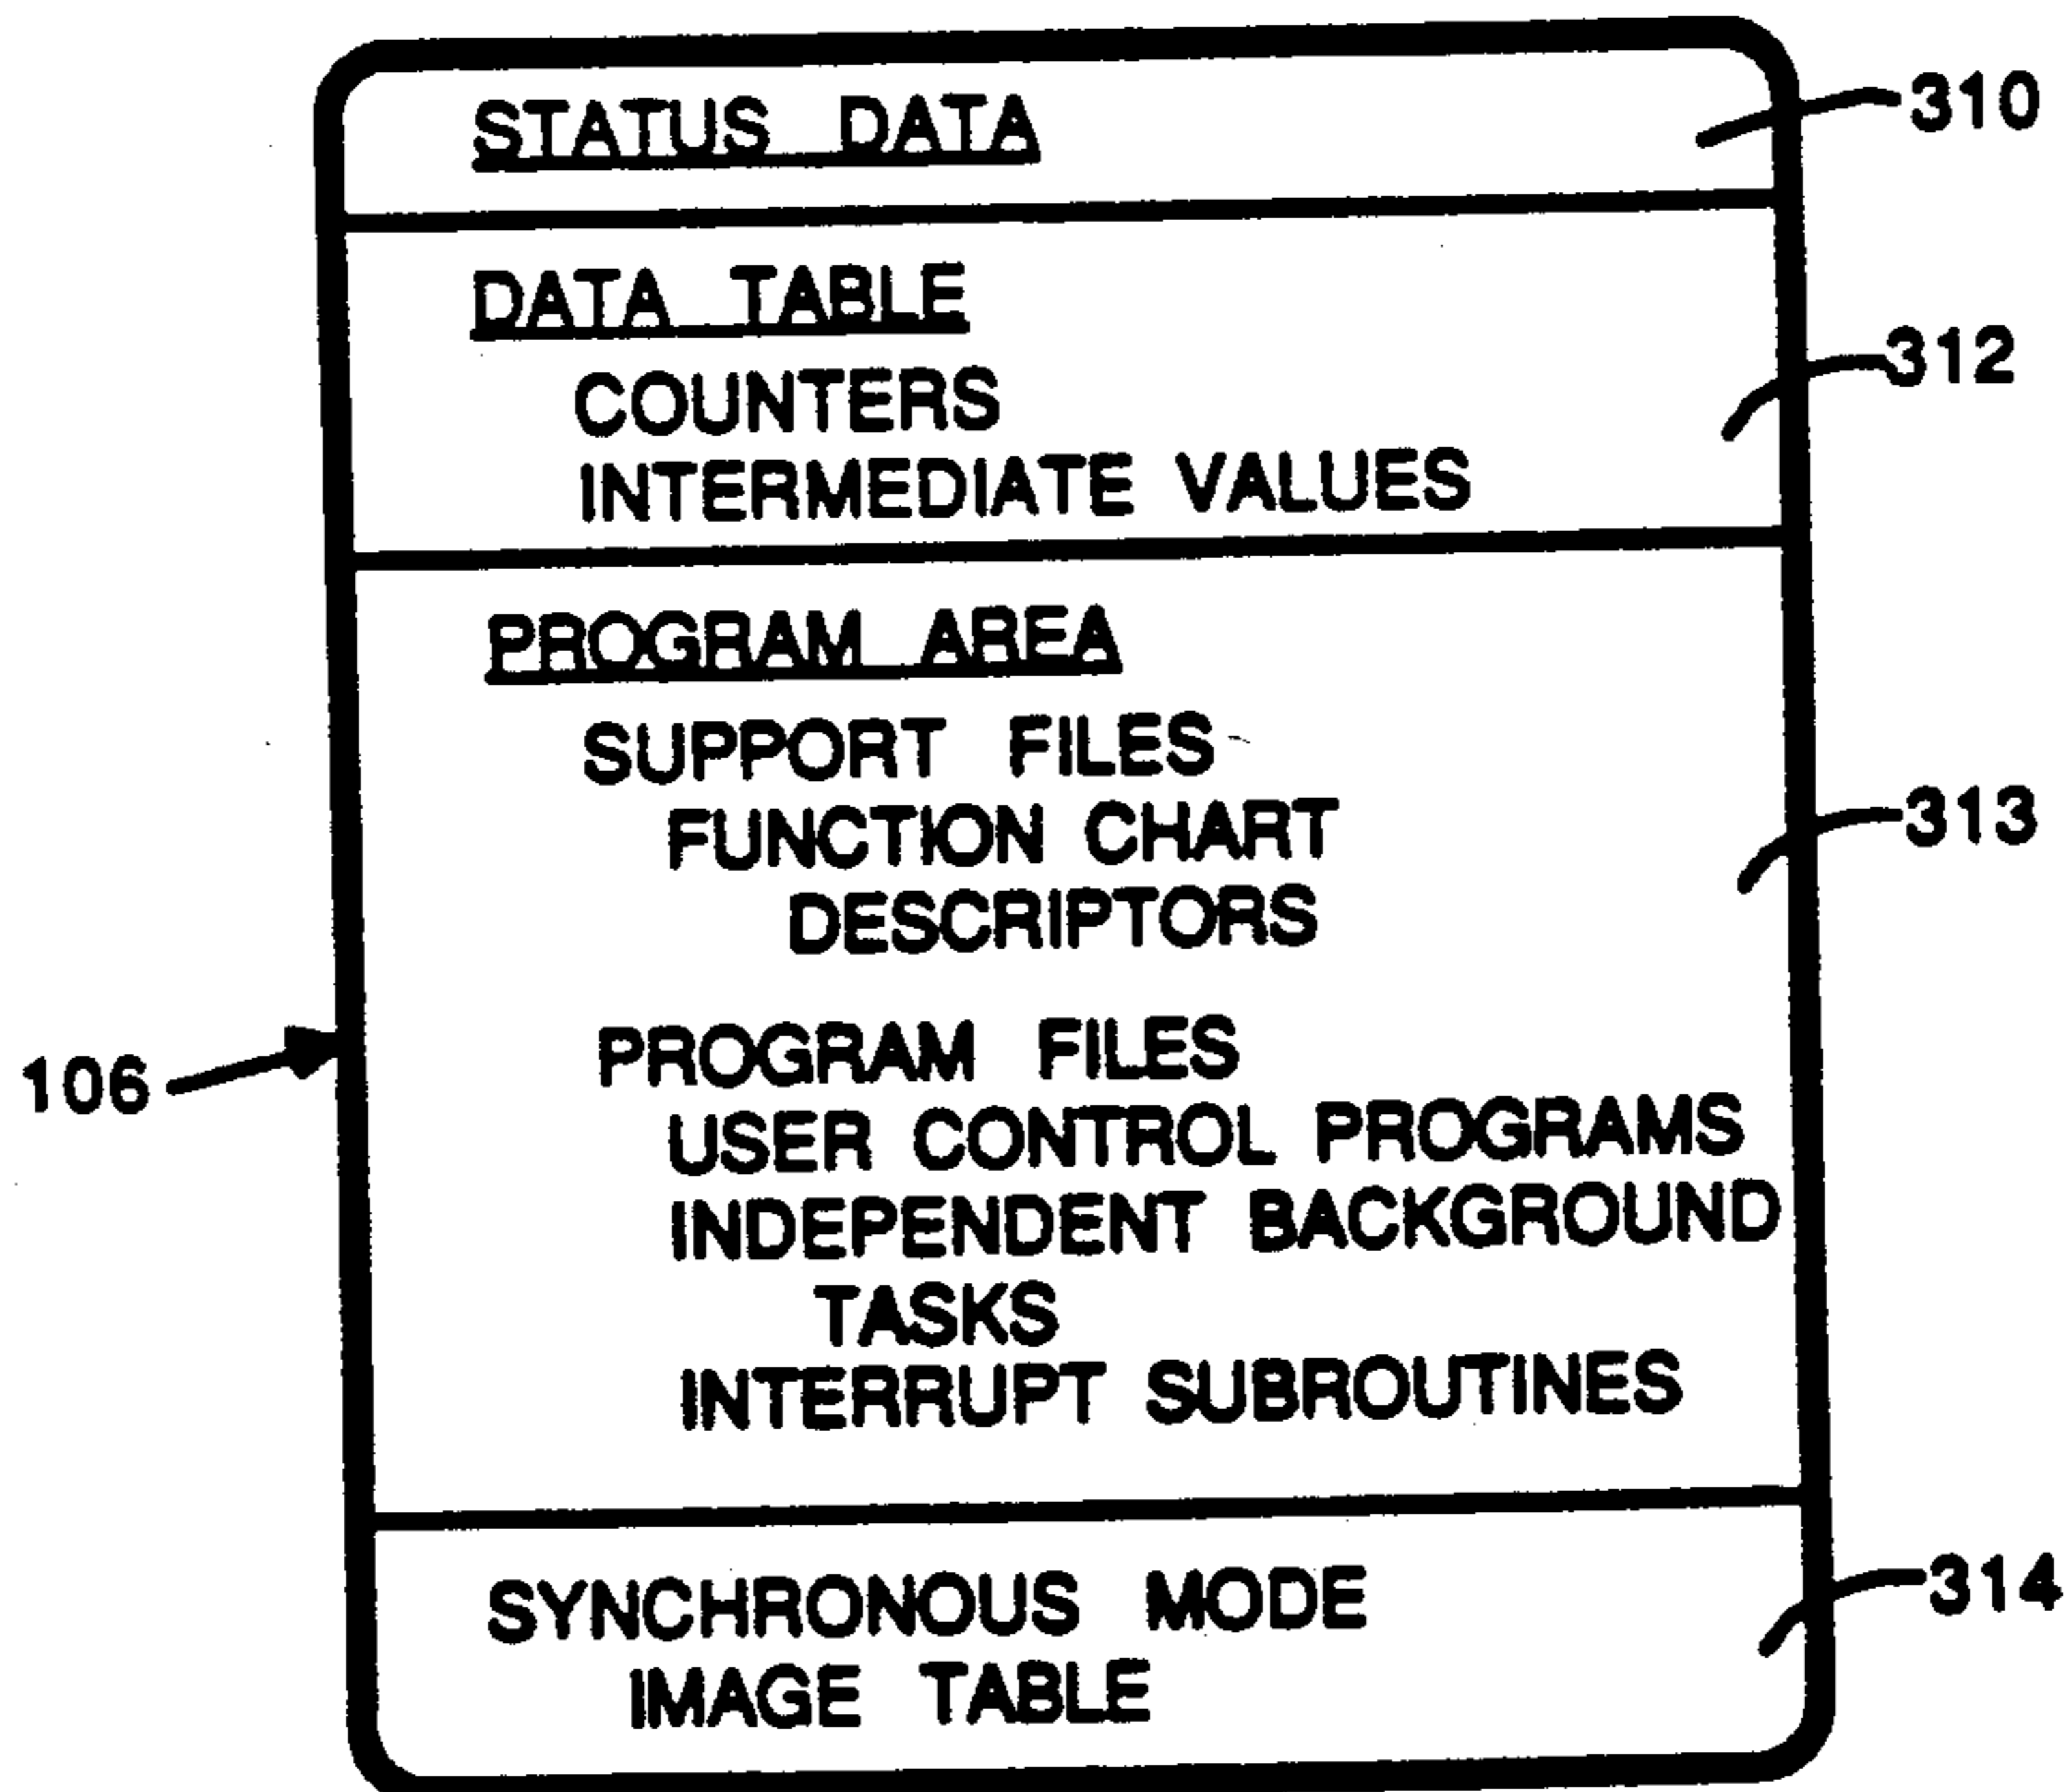 STATUS DATA
310
DATA TABLE
312
COUNTERS
INTERMEDIATE VALUES
PROGRAM AREA
SUPPORT FILES
313
FUNCTION CHART
DESCRIPTORS
106
PROGRAM FILES
USER CONTROL PROGRAMS
INDEPENDENT BACKGROUND
TASKS
INTERRUPT SUBROUTINES
314
SYNCHRONOUS MODE
IMAGE TABLE